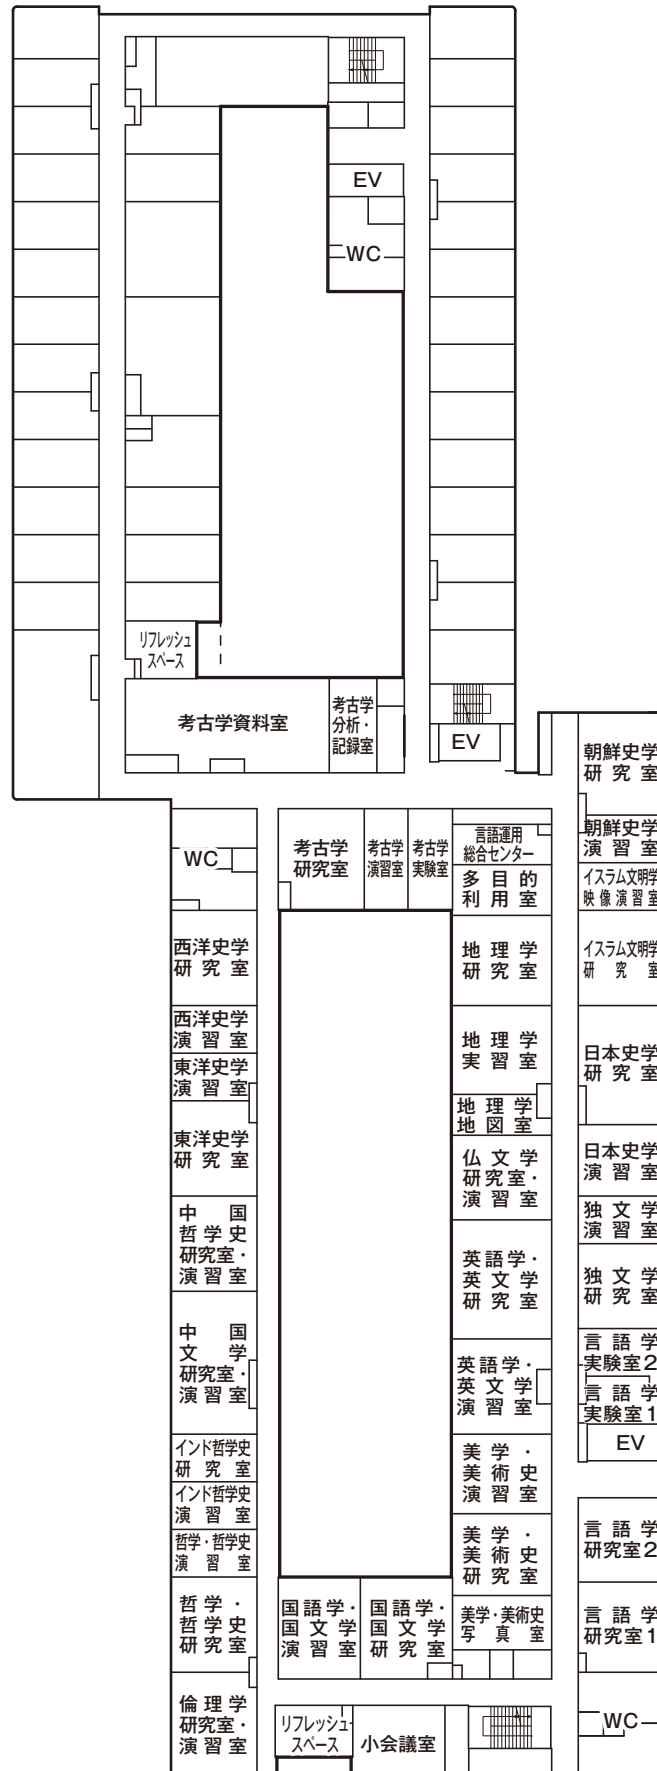 EV
WC
リフレッシュ
スペース
考古学資料室
考古学
分析・
記録室
EV
WC
西洋史学
研究室
西洋史学
演習室
東洋史学
演習室
東洋史学
研究室
中国
哲学史
研究室・
演習室
中国
文学
研究室・
演習室
インド哲学史
研究室
インド哲学史
演習室
哲学・哲学史
演習室
哲学・
哲学史
研究室
倫理学
研究室・
演習室
考古学
研究室
考古学
演習室
考古学
実験室
国語学・
国文学
演習室
国語学・
国文学
研究室
リフレッシュ
スペース
小会議室
言語運用
総合センター
多目的
利用室
地理学
研究室
地理学
実習室
地理学
地図室
仏文学
研究室・
演習室
英語学・
英文学
研究室
英語学・
英文学
演習室
美学・
美術史
演習室
美学・
美術史
研究室
美学・美術史
写真室
朝鮮史学
研究室
朝鮮史学
演習室
イスラム文明学
映像演習室
イスラム文明学
研究室
日本史学
研究室
日本史学
演習室
独文学
演習室
独文学
研究室
言語学
実験室2
言語学
実験室1
EV
言語学
研究室2
言語学
研究室1
WC